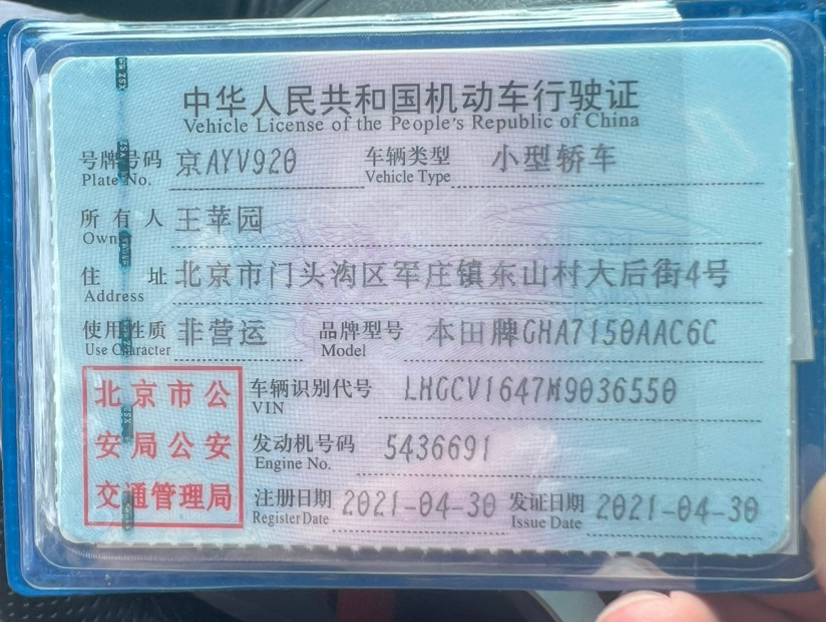 中华人民共和国机动车行驶证
Vehicle License of the People's Republic of China
号牌号码 京AYV920 车辆类型 小型轿车
Plate No. Vehicle Type
所有人 王苹园
Owner
住址 北京市门头沟区军庄镇东山村大后街4号
Address
使用性质 非营运 品牌型号 本田牌GHA7150AAC6C
Use Character Model
北京市公 车辆识别代号 LHGCV1647M9036550
VIN
安局公安 发动机号码 5436691
Engine No.
交通管理局 注册日期 2021-04-30 发证日期 2021-04-30
Register Date Issue Date